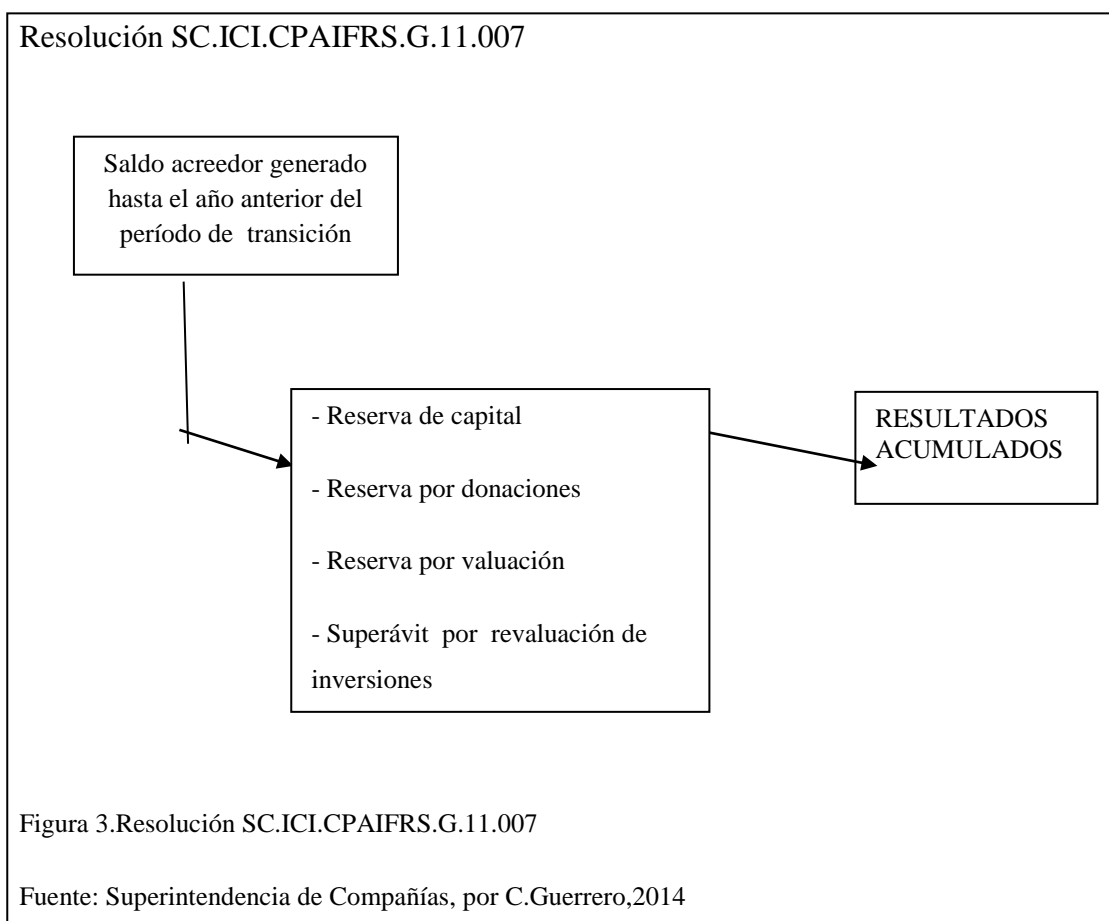 Resolución SC.ICI.CPAIFRS.G.11.007
Saldo acreedor generado
hasta el año anterior del
período de transición
- Reserva de capital
- Reserva por donaciones
- Reserva por valuación
- Superávit por revaluación de
inversiones
RESULTADOS
ACUMULADOS
Figura 3.Resolución SC.ICI.CPAIFRS.G.11.007
Fuente: Superintendencia de Compañías, por C.Guerrero,2014